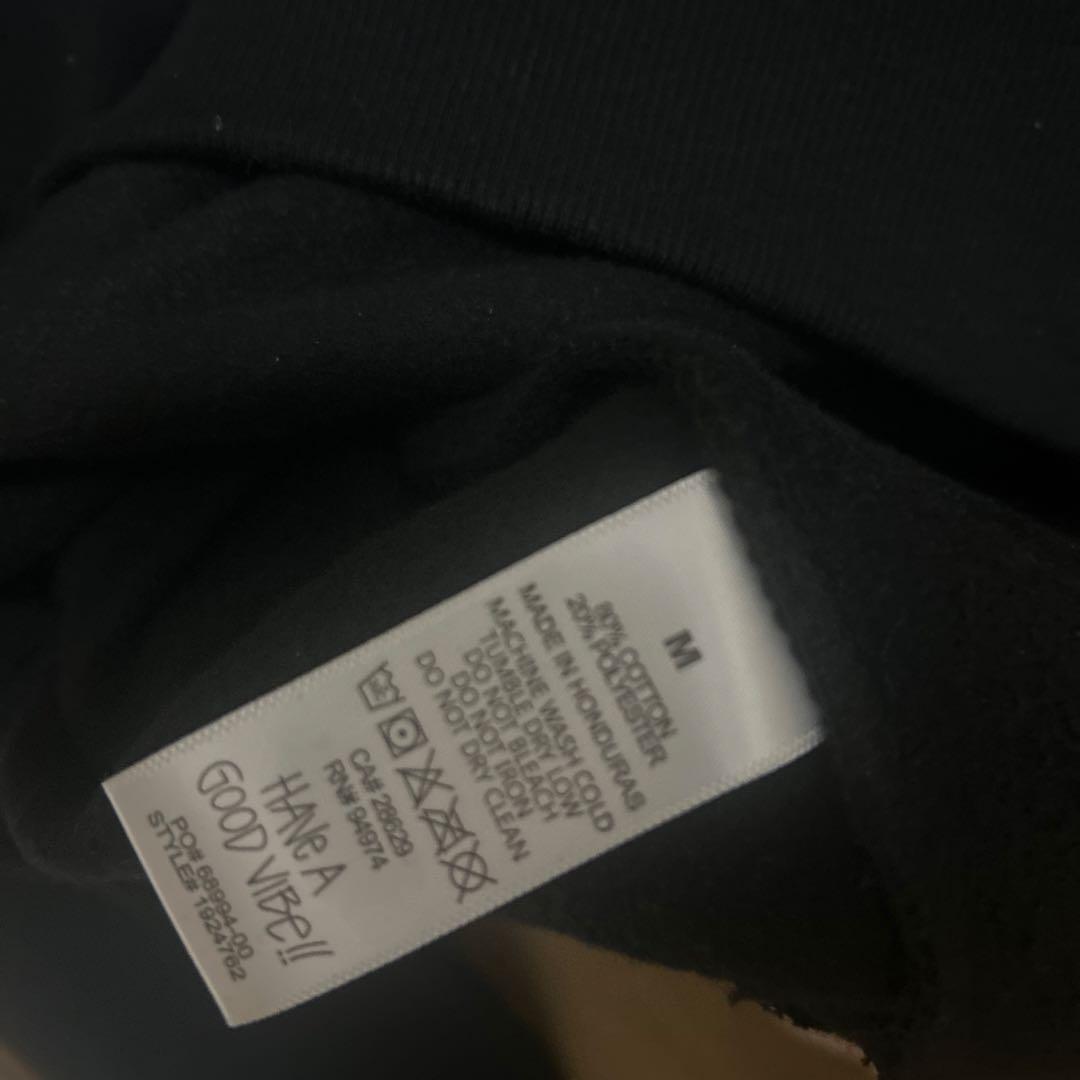 M
80% COTTON
20% POLYESTER
MADE IN HONDURAS
MACHINE WASH COLD
TUMBLE DRY LOW
DO NOT BLEACH
DO NOT IRON
DO NOT DRY CLEAN
CA# 28629
RN# 94974
HAVE A
GOOD VIBE!!
PO# 68994-00
STYLE# 1924762